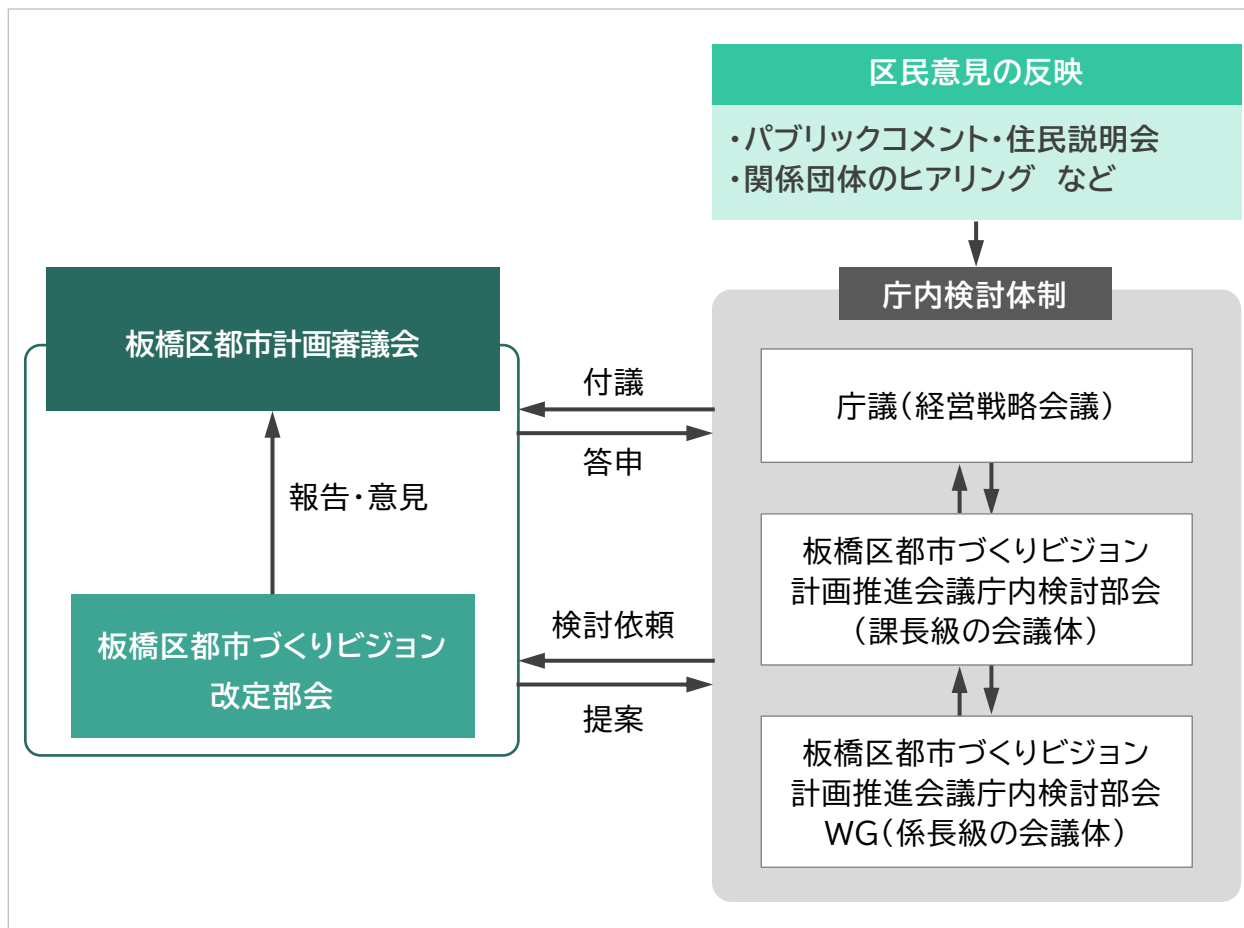 区民意見の反映
・パブリックコメント・住民説明会
・関係団体のヒアリング　など
庁内検討体制
板橋区都市計画審議会
報告・意見
板橋区都市づくりビジョン
改定部会
付議
答申
検討依頼
提案
庁議（経営戦略会議）
板橋区都市づくりビジョン
計画推進会議庁内検討部会
（課長級の会議体）
板橋区都市づくりビジョン
計画推進会議庁内検討部会
WG（係長級の会議体）